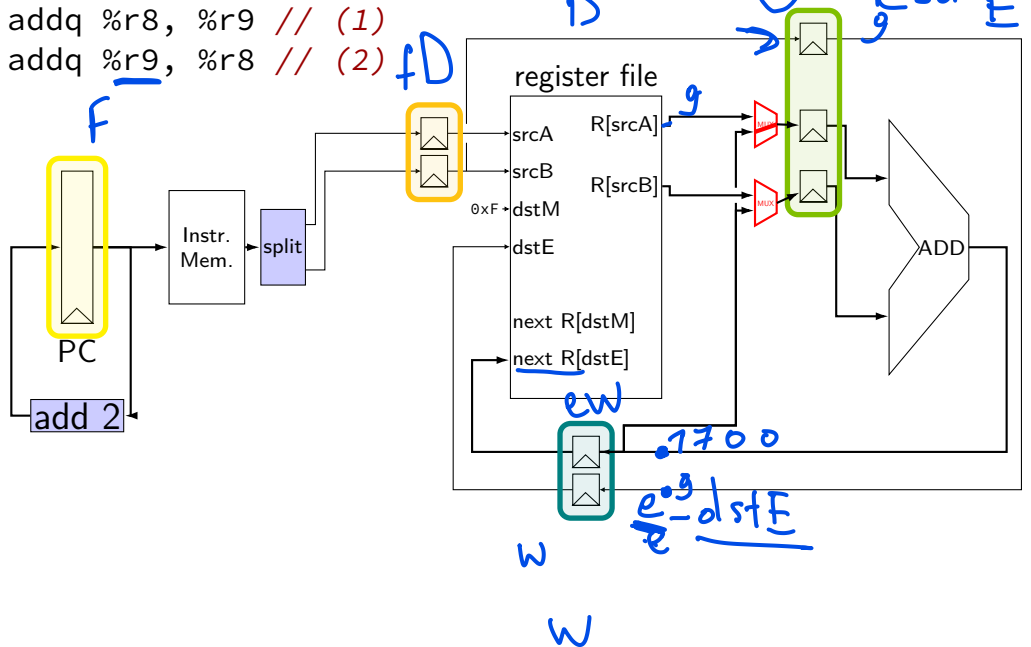 addq %r8, %r9 // (1)
addq %r9, %r8 // (2)
fD
F
register file
g
g
E
srcA
R[srcA]
MUX
srcB
R[srcB]
MUX
0xF
dstM
Instr.
Mem.
split
dstE
ADD
next R[dstM]
PC
next R[dstE]
add 2
eW
1700
g
e_dstE
e
W
W